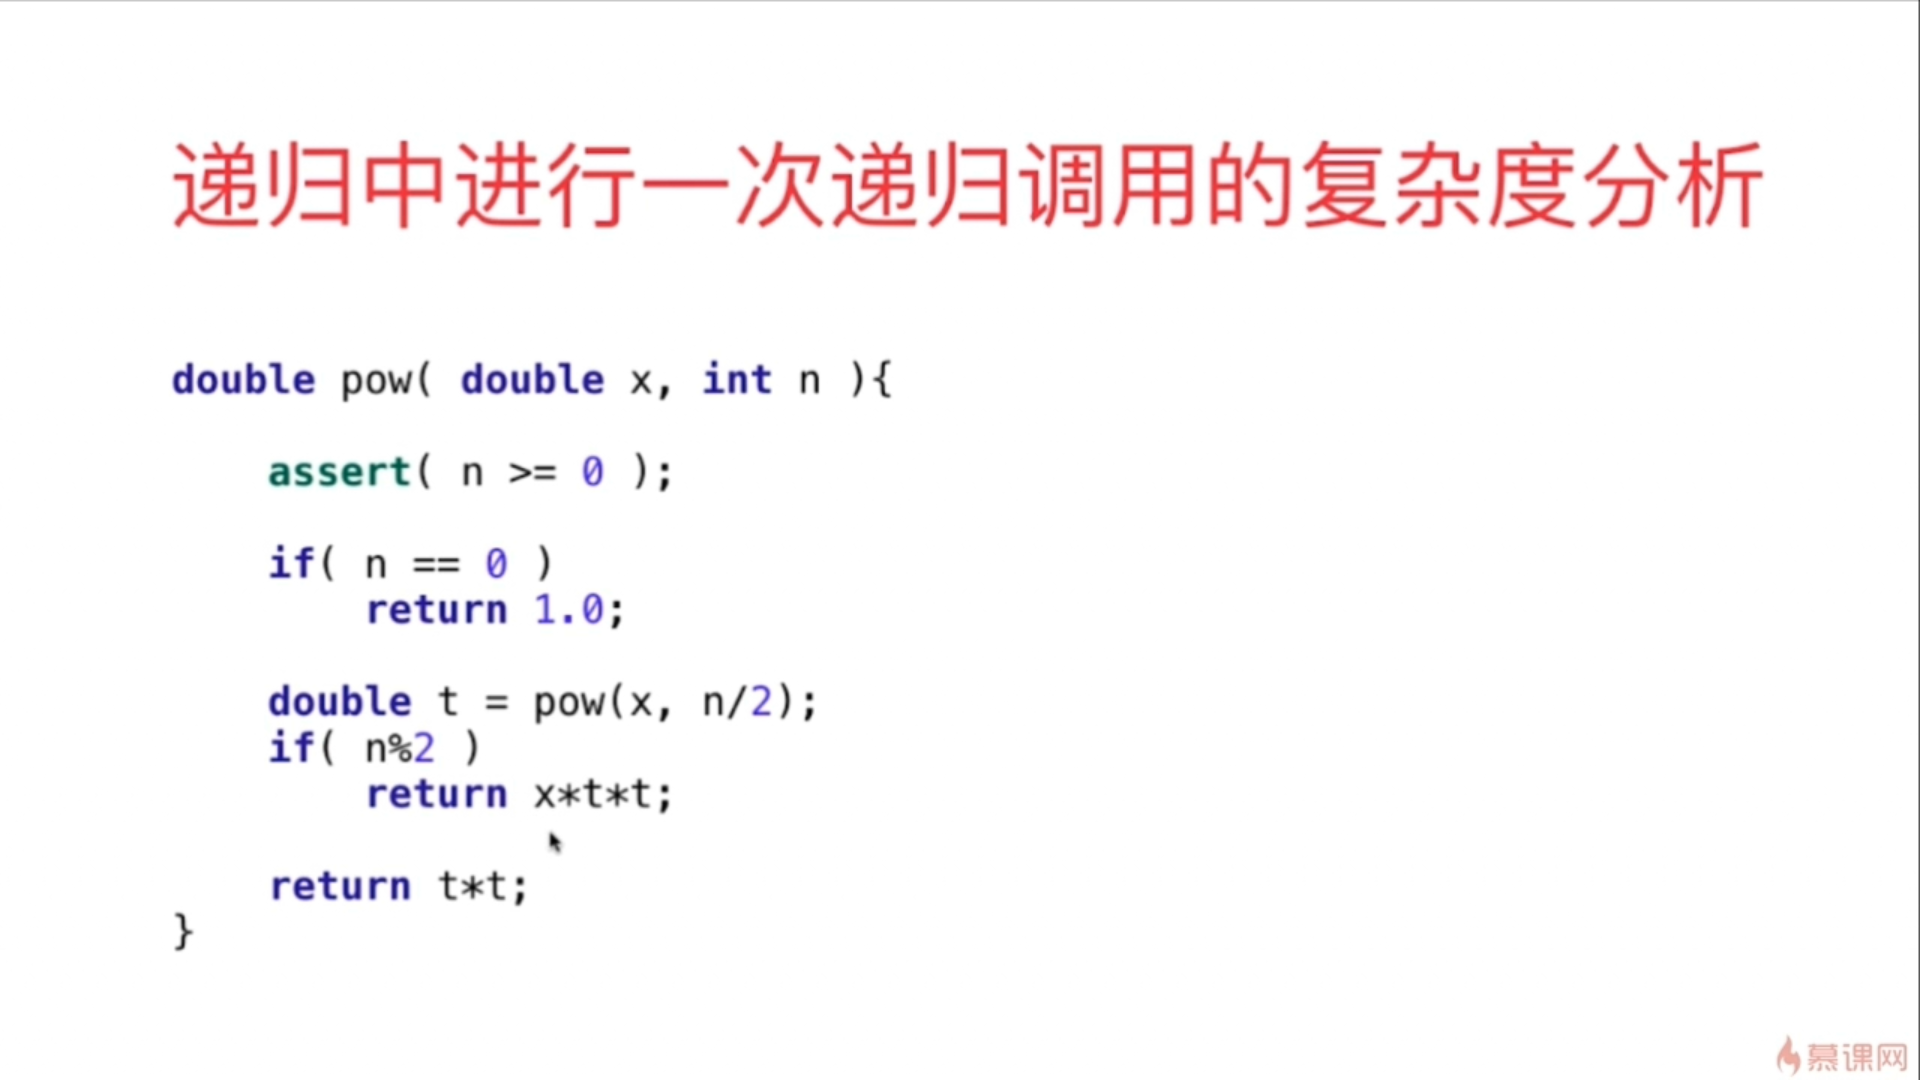 递归中进行一次递归调用的复杂度分析
double pow( double x, int n ){
assert( n >= 0 );
if( n == 0 )
return 1.0;
double t = pow(x, n/2);
if( n%2 )
return x*t*t;
return t*t;
}
慕课网